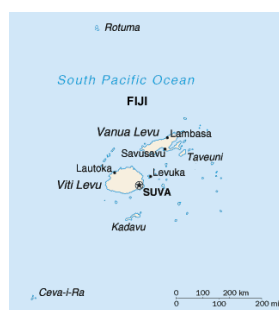 Rotuma
South Pacific Ocean
FIJI
Vanua Levu
Lambasa
Savusavu
Taveuni
Lautoka
Levuka
Viti Levu
SUVA
Kadavu
Ceva-I-Ra
0 100 200 km
0 100 200 mi